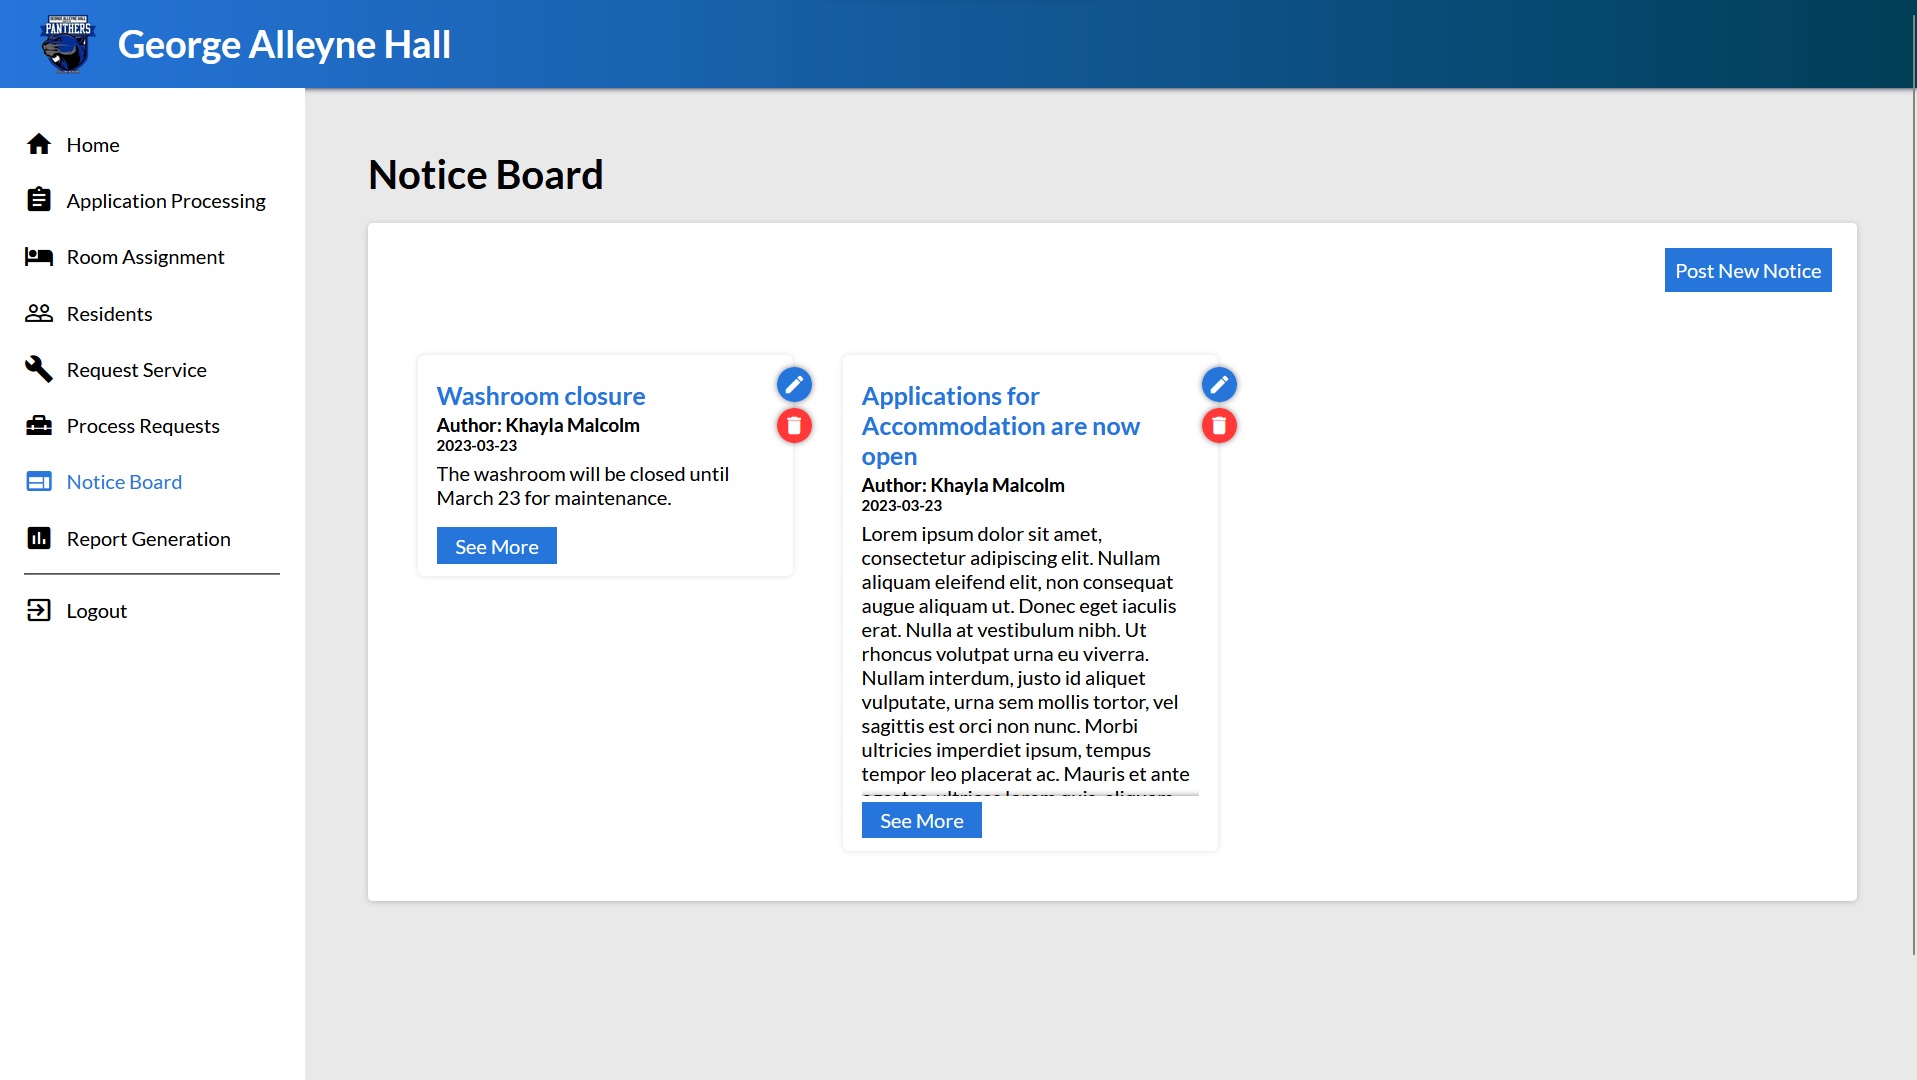 PANTHERS
George Alleyne Hall
Home
Application Processing
Room Assignment
Residents
Request Service
Process Requests
Notice Board
Report Generation
Logout
Notice Board
Post New Notice
Washroom closure
Author: Khayla Malcolm
2023-03-23
The washroom will be closed until
March 23 for maintenance.
See More
Applications for
Accommodation are now
open
Author: Khayla Malcolm
2023-03-23
Lorem ipsum dolor sit amet,
consectetur adipiscing elit. Nullam
aliquam eleifend elit, non consequat
augue aliquam ut. Donec eget iaculis
erat. Nulla at vestibulum nibh. Ut
rhoncus volutpat urna eu viverra.
Nullam interdum, justo id aliquet
vulputate, urna sem mollis tortor, vel
sagittis est orci non nunc. Morbi
ultricies imperdiet ipsum, tempus
tempor leo placerat ac. Mauris et ante
See More